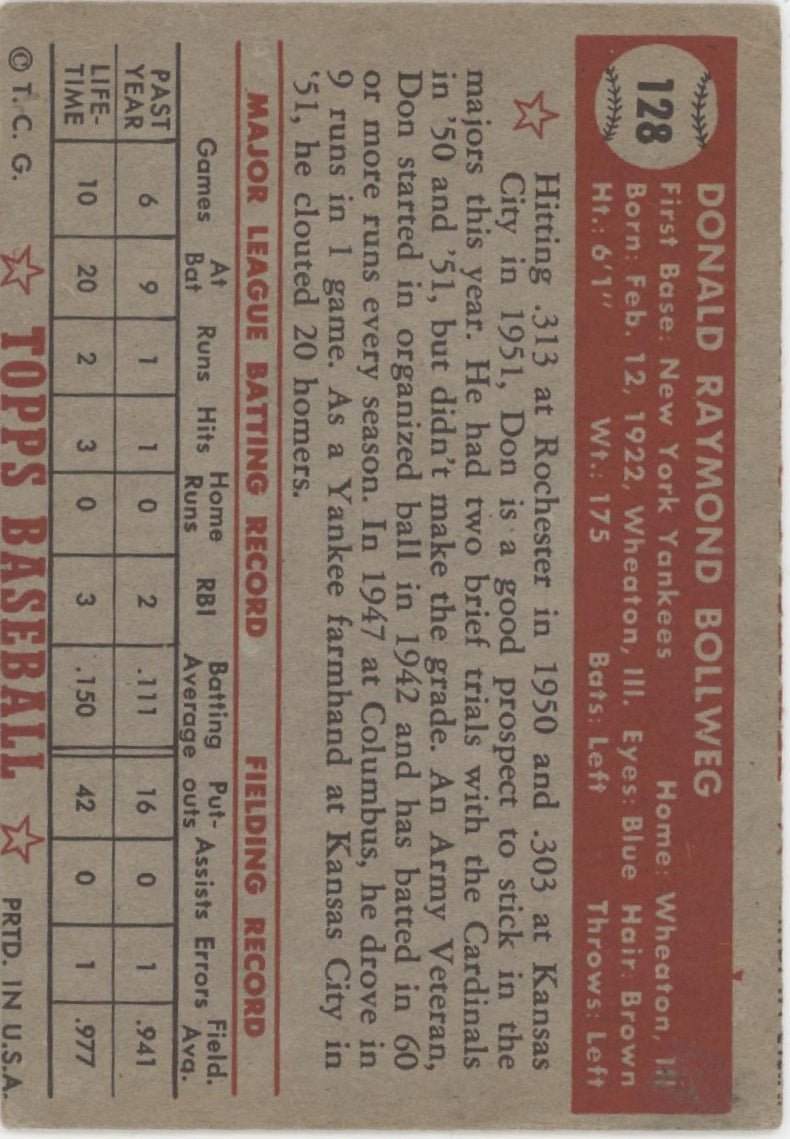 128
DONALD RAYMOND BOLLWEG
First Base: New York Yankees Home: Wheaton, Ill.
Born: Feb. 12, 1922, Wheaton, Ill. Eyes: Blue Hair: Brown
Ht.: 6'1" Wt.: 175 Bats: Left Throws: Left
Hitting .313 at Rochester in 1950 and .303 at Kansas
City in 1951, Don is a good prospect to stick in the
majors this year. He had two brief trials with the Cardinals
in '50 and '51, but didn't make the grade. An Army Veteran,
Don started in organized ball in 1942 and has batted in 60
or more runs every season. In 1947 at Columbus, he drove in
9 runs in 1 game. As a Yankee farmhand at Kansas City in
'51, he clouted 20 homers.
MAJOR LEAGUE BATTING RECORD FIELDING RECORD
Games At Bat Runs Hits Home Runs RBI Batting Average Put-outs Assists Errors Field. Avg.
PAST YEAR 6 9 1 1 0 2 .111 16 0 1 .941
LIFE-TIME 10 20 2 3 0 3 .150 42 0 1 .977
© T. C. G. TOPPS BASEBALL PRTD. IN U.S.A.